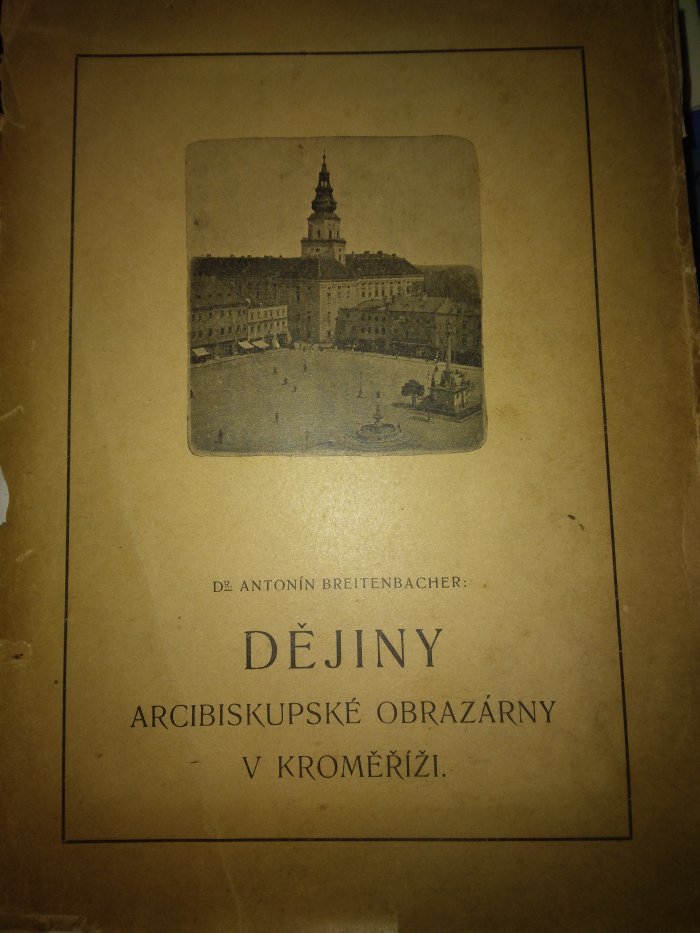 DR. ANTONÍN BREITENBACHER:
DĚJINY
ARCIBISKUPSKÉ OBRAZÁRNY
V KROMĚŘÍŽI.